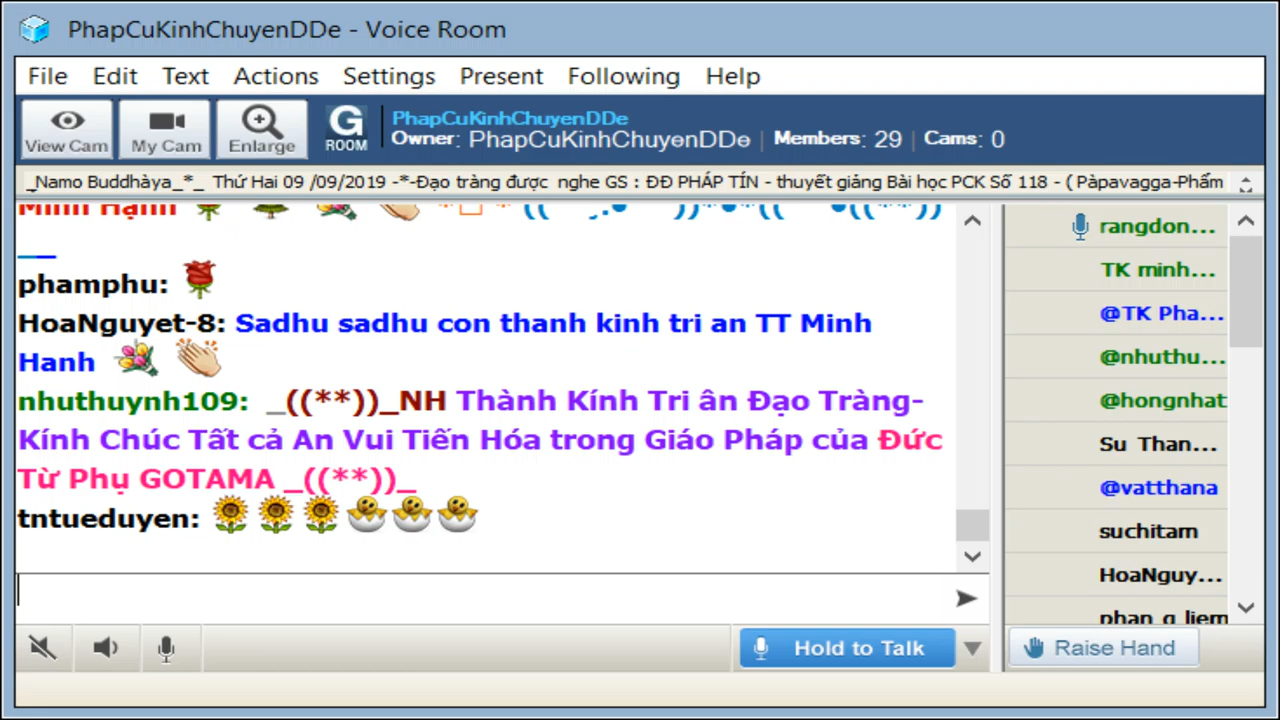 PhapCuKinhChuyenDDe - Voice Room
File Edit Text Actions Settings Present Following Help
View Cam My Cam Enlarge G ROOM
PhapCuKinhChuyenDDe
Owner: PhapCuKinhChuyenDDe | Members: 29 | Cams: 0
_Namo Buddhàya_*_ Thứ Hai 09 /09/2019 -*-Đạo tràng được nghe GS : ĐĐ PHÁP TÍN - thuyết giảng Bài học PCK Số 118 - ( Pàpavagga-Phẩm
Minh Hạnh
phamphu:
HoaNguyet-8: Sadhu sadhu con thanh kinh tri an TT Minh
Hanh
nhuthuynh109: _((**))_NH Thành Kính Tri ân Đạo Tràng-
Kính Chúc Tất cả An Vui Tiến Hóa trong Giáo Pháp của Đức
Từ Phụ GOTAMA _((**))_
tntueduyen:
rangdon...
TK minh...
@TK Pha...
@nhuthu...
@hongnhat
Su Than...
@vatthana
suchitam
HoaNguy...
phan q liem
Hold to Talk
Raise Hand